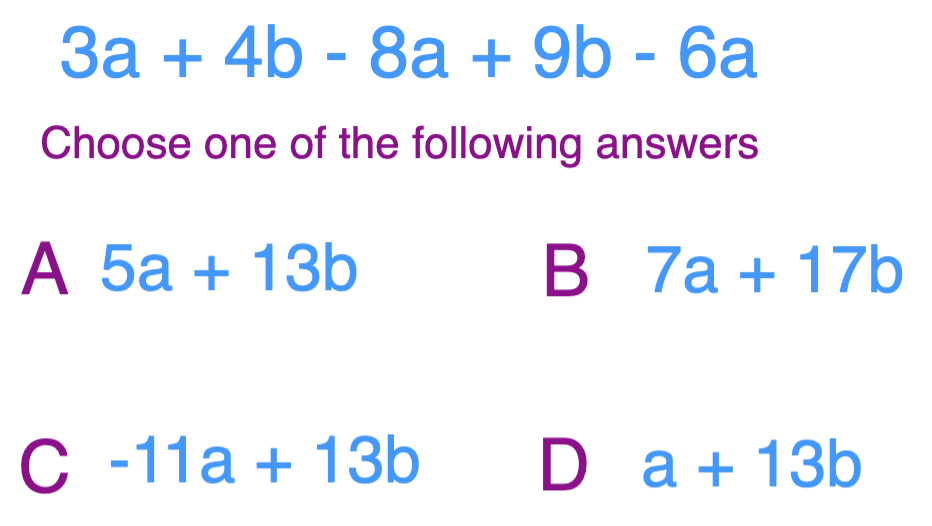 3a + 4b - 8a + 9b - 6a
Choose one of the following answers
A 5a + 13b B 7a + 17b
C -11a + 13b D a + 13b